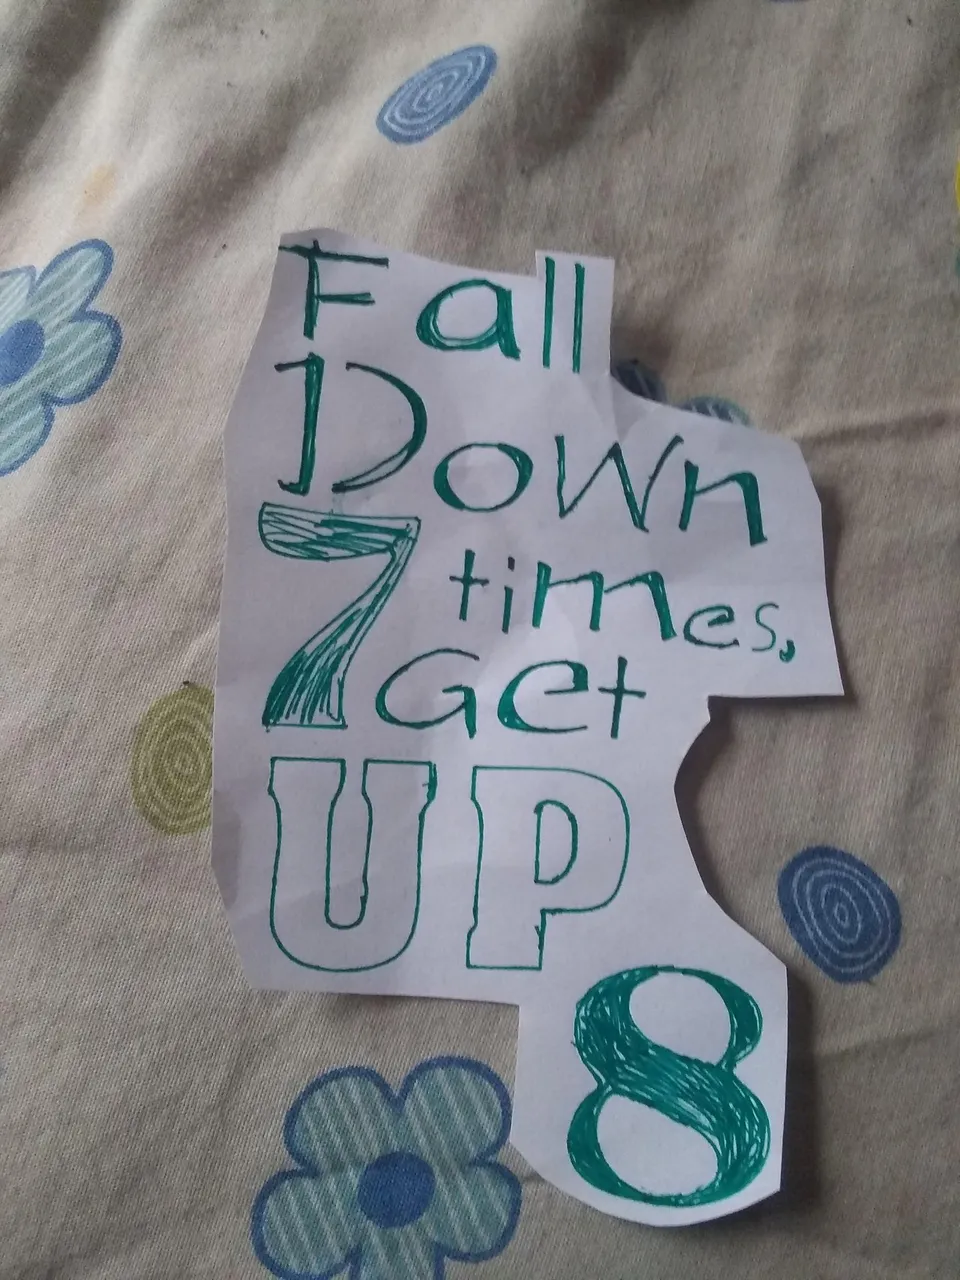 Fall
Down
7 times,
Get
UP
8